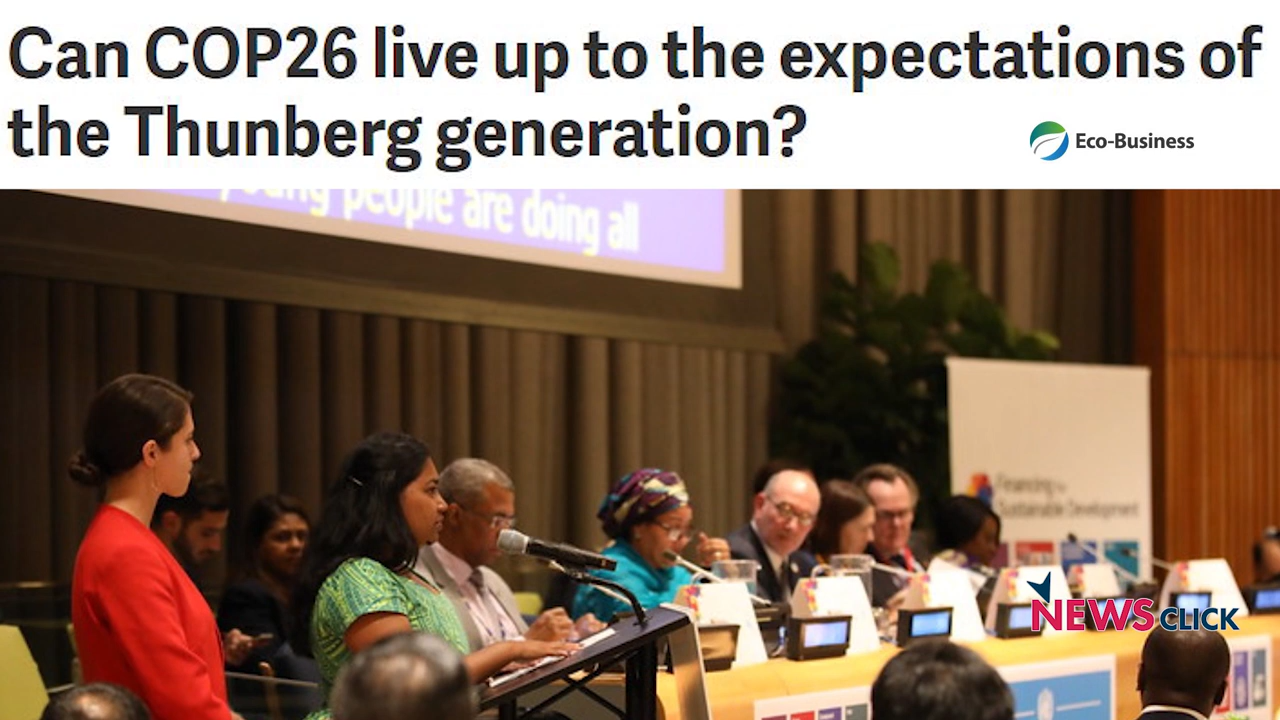 Can COP26 live up to the expectations of
the Thunberg generation?
Eco-Business
young people are doing all
Financing for
Sustainable Development
NEWSCLICK